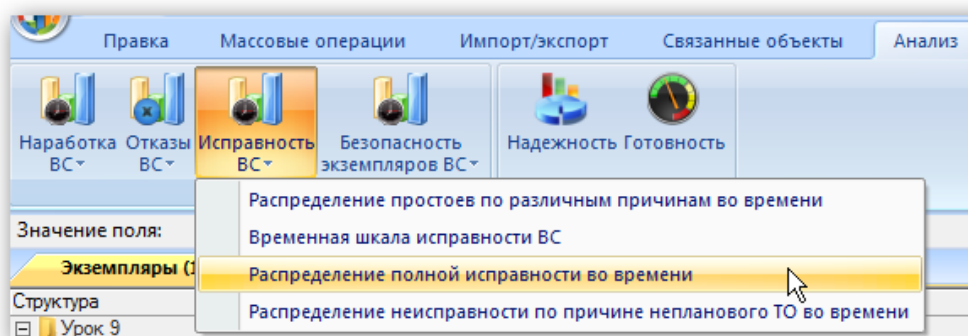 Правка Массовые операции Импорт/экспорт Связанные объекты Анализ
Наработка ВС
Отказы ВС
Исправность ВС
Безопасность экземпляров ВС
Надежность
Готовность
Распределение простоев по различным причинам во времени
Значение поля:
Временная шкала исправности ВС
Экземпляры (1
Распределение полной исправности во времени
Структура
Распределение неисправности по причине непланового ТО во времени
Урок 9